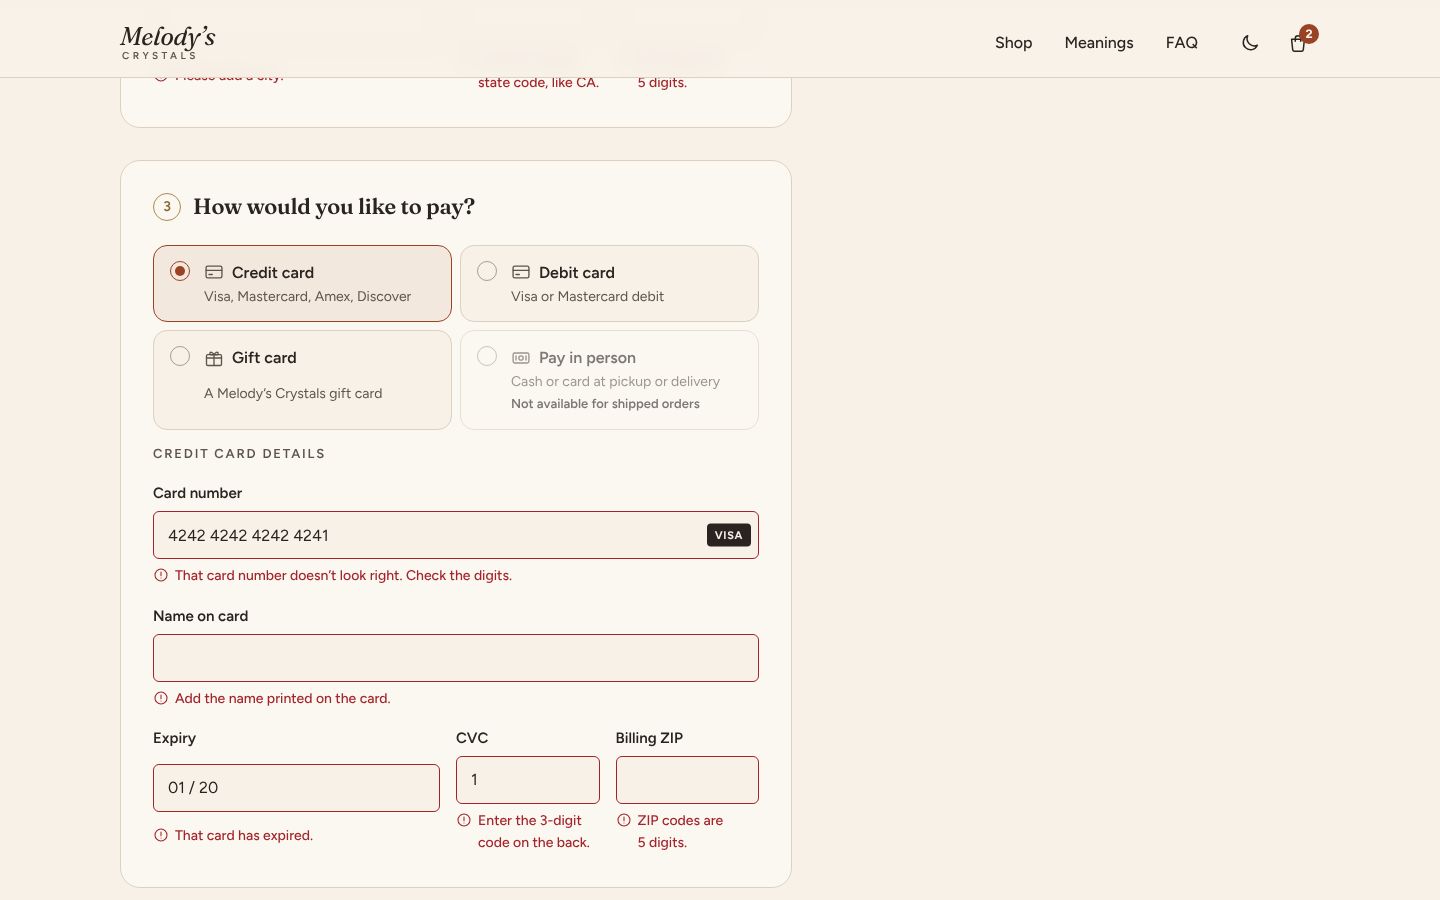 Melody’s
CRYSTALS
Shop
Meanings
FAQ
2
Please add a city.
state code, like CA.
5 digits.
3
How would you like to pay?
Credit card
Visa, Mastercard, Amex, Discover
Debit card
Visa or Mastercard debit
Gift card
A Melody’s Crystals gift card
Pay in person
Cash or card at pickup or delivery
Not available for shipped orders
CREDIT CARD DETAILS
Card number
4242 4242 4242 4241
VISA
That card number doesn’t look right. Check the digits.
Name on card
Add the name printed on the card.
Expiry
01 / 20
That card has expired.
CVC
1
Enter the 3-digit
code on the back.
Billing ZIP
ZIP codes are
5 digits.